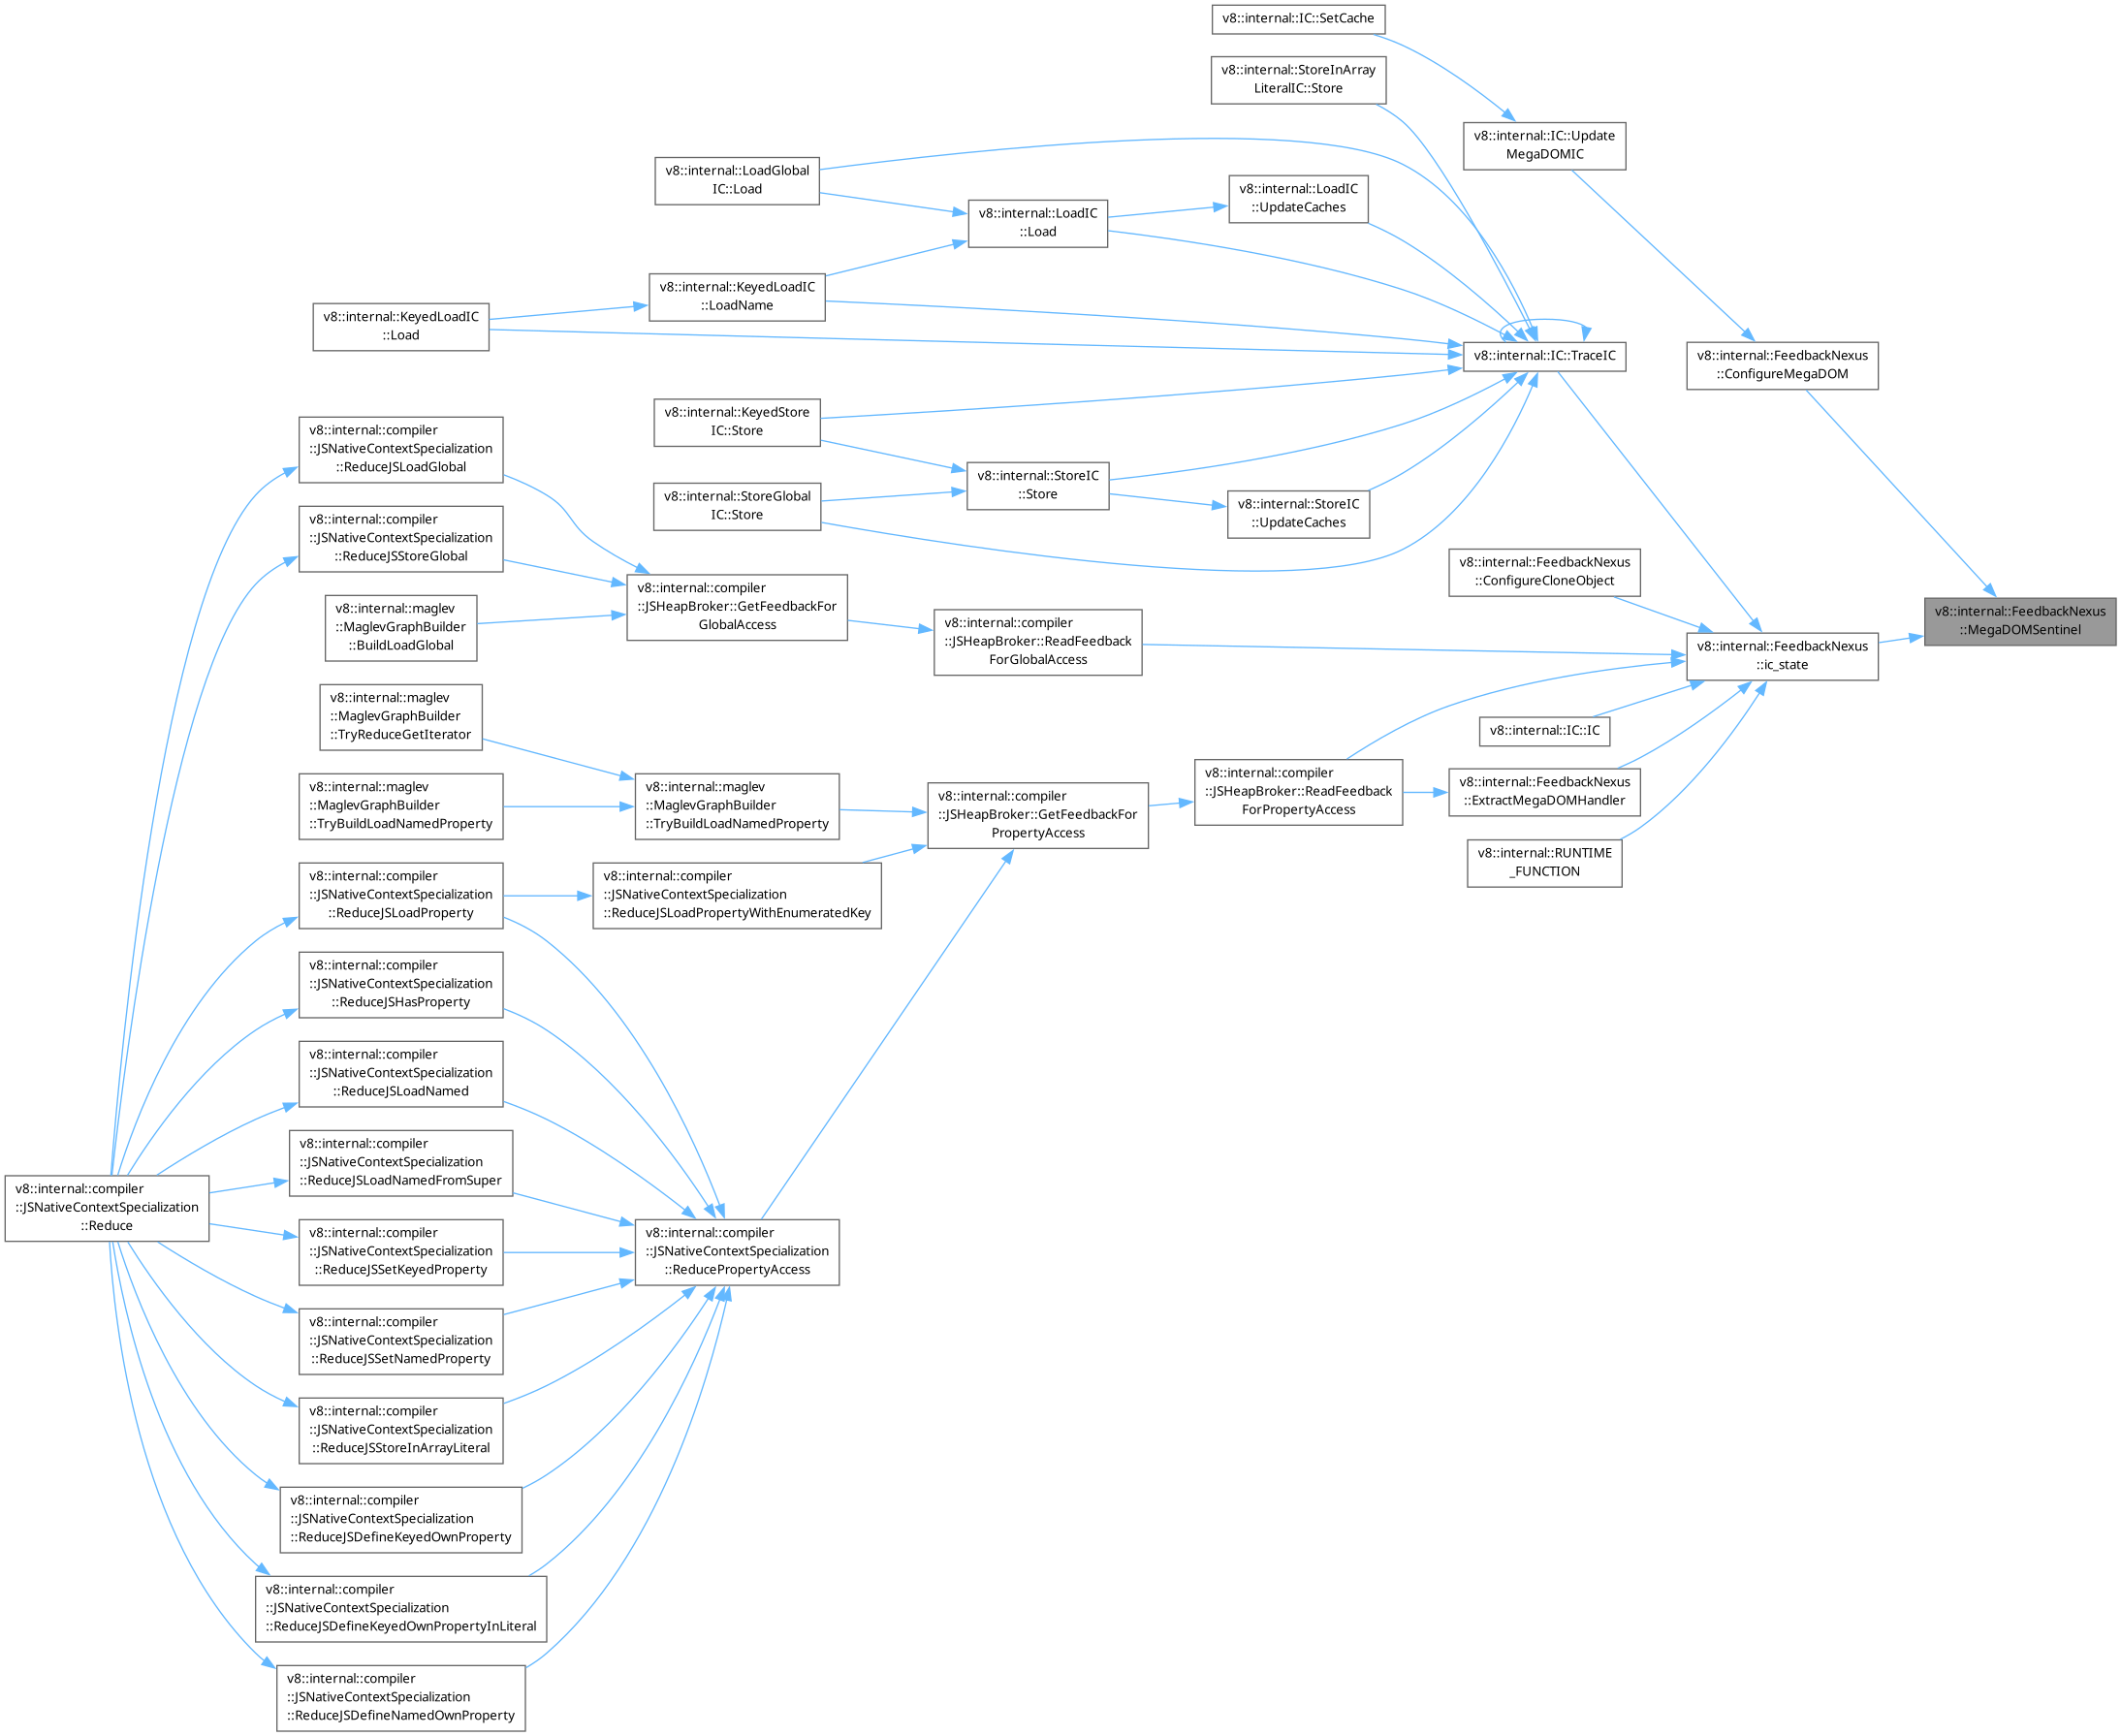 v8::internal::IC::SetCache
v8::internal::StoreInArray
LiteralIC::Store
v8::internal::IC::Update
MegaDOMIC
v8::internal::LoadGlobal
IC::Load
v8::internal::LoadIC
::UpdateCaches
v8::internal::LoadIC
::Load
v8::internal::KeyedLoadIC
::LoadName
v8::internal::KeyedLoadIC
::Load
v8::internal::IC::TraceIC
v8::internal::FeedbackNexus
::ConfigureMegaDOM
v8::internal::KeyedStore
IC::Store
v8::internal::compiler
::JSNativeContextSpecialization
::ReduceJSLoadGlobal
v8::internal::StoreIC
::Store
v8::internal::StoreGlobal
IC::Store
v8::internal::StoreIC
::UpdateCaches
v8::internal::compiler
::JSNativeContextSpecialization
::ReduceJSStoreGlobal
v8::internal::FeedbackNexus
::ConfigureCloneObject
v8::internal::compiler
::JSHeapBroker::GetFeedbackFor
GlobalAccess
v8::internal::maglev
::MaglevGraphBuilder
::BuildLoadGlobal
v8::internal::FeedbackNexus
::MegaDOMSentinel
v8::internal::compiler
::JSHeapBroker::ReadFeedback
ForGlobalAccess
v8::internal::FeedbackNexus
::ic_state
v8::internal::maglev
::MaglevGraphBuilder
::TryReduceGetIterator
v8::internal::IC::IC
v8::internal::compiler
::JSHeapBroker::ReadFeedback
ForPropertyAccess
v8::internal::FeedbackNexus
::ExtractMegaDOMHandler
v8::internal::maglev
::MaglevGraphBuilder
::TryBuildLoadNamedProperty
v8::internal::maglev
::MaglevGraphBuilder
::TryBuildLoadNamedProperty
v8::internal::compiler
::JSHeapBroker::GetFeedbackFor
PropertyAccess
v8::internal::RUNTIME
_FUNCTION
v8::internal::compiler
::JSNativeContextSpecialization
::ReduceJSLoadProperty
v8::internal::compiler
::JSNativeContextSpecialization
::ReduceJSLoadPropertyWithEnumeratedKey
v8::internal::compiler
::JSNativeContextSpecialization
::ReduceJSHasProperty
v8::internal::compiler
::JSNativeContextSpecialization
::ReduceJSLoadNamed
v8::internal::compiler
::JSNativeContextSpecialization
::ReduceJSLoadNamedFromSuper
v8::internal::compiler
::JSNativeContextSpecialization
::Reduce
v8::internal::compiler
::JSNativeContextSpecialization
::ReduceJSSetKeyedProperty
v8::internal::compiler
::JSNativeContextSpecialization
::ReducePropertyAccess
v8::internal::compiler
::JSNativeContextSpecialization
::ReduceJSSetNamedProperty
v8::internal::compiler
::JSNativeContextSpecialization
::ReduceJSStoreInArrayLiteral
v8::internal::compiler
::JSNativeContextSpecialization
::ReduceJSDefineKeyedOwnProperty
v8::internal::compiler
::JSNativeContextSpecialization
::ReduceJSDefineKeyedOwnPropertyInLiteral
v8::internal::compiler
::JSNativeContextSpecialization
::ReduceJSDefineNamedOwnProperty